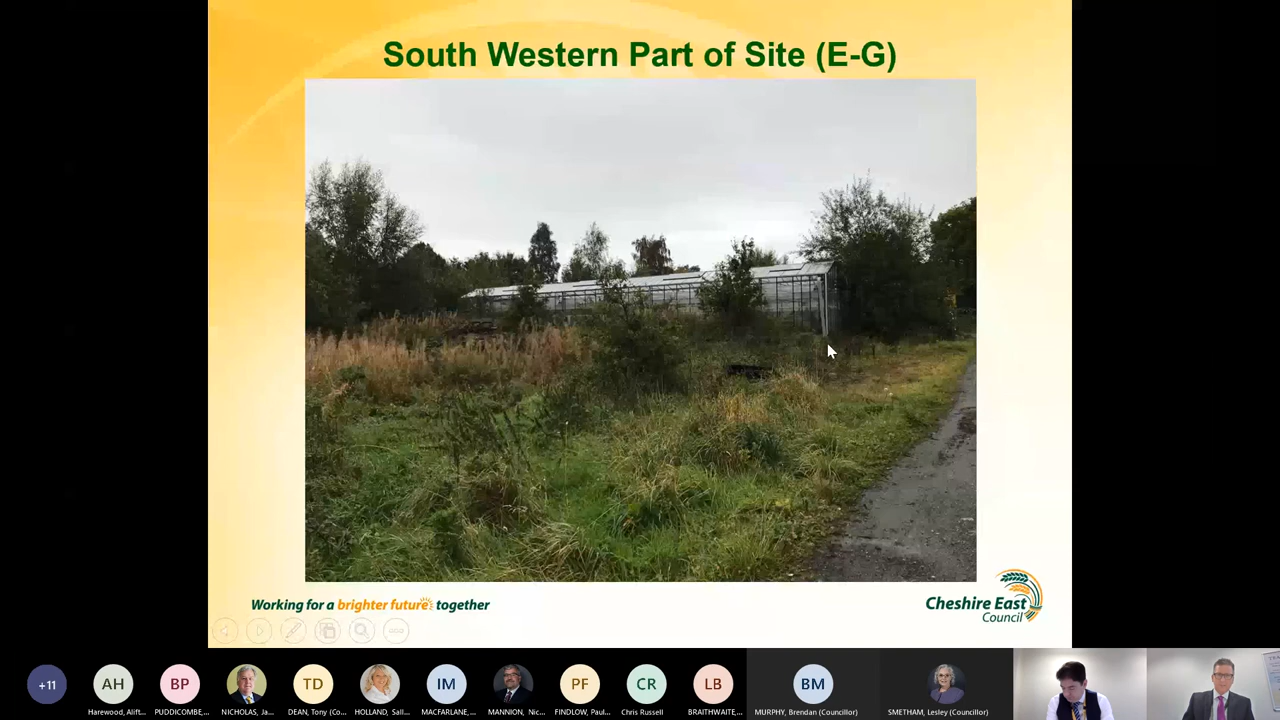 South Western Part of Site (E-G)
Working for a brighter future together
Cheshire East
Council
+11
AH
BP
TD
IM
PF
CR
LB
BM
Harewood, Alift...
PUDDICOMBE,...
NICHOLAS, Ja...
DEAN, Tony (Co...
HOLLAND, Sall...
MACFARLANE,...
MANNION, Nic...
FINDLOW, Paul...
Chris Russell
BRAITHWAITE,...
MURPHY, Brendan (Councillor)
SMETHAM, Lesley (Councillor)